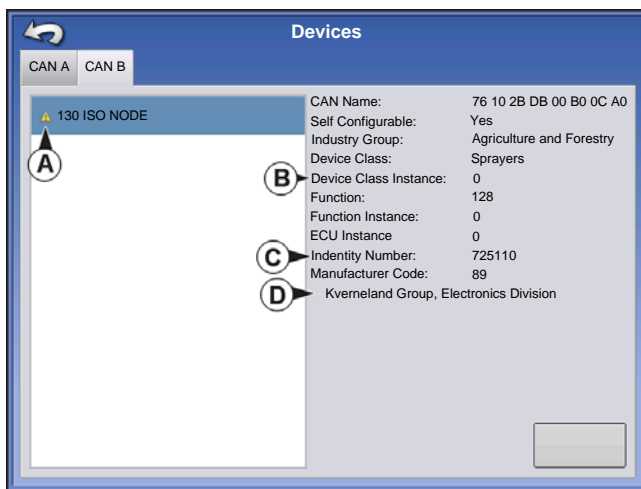 Devices
CAN A CAN B
130 ISO NODE
A
CAN Name: 76 10 2B DB 00 B0 0C A0
Self Configurable: Yes
Industry Group: Agriculture and Forestry
Device Class: Sprayers
B Device Class Instance: 0
Function: 128
Function Instance: 0
ECU Instance 0
C Indentity Number: 725110
Manufacturer Code: 89
D Kverneland Group, Electronics Division